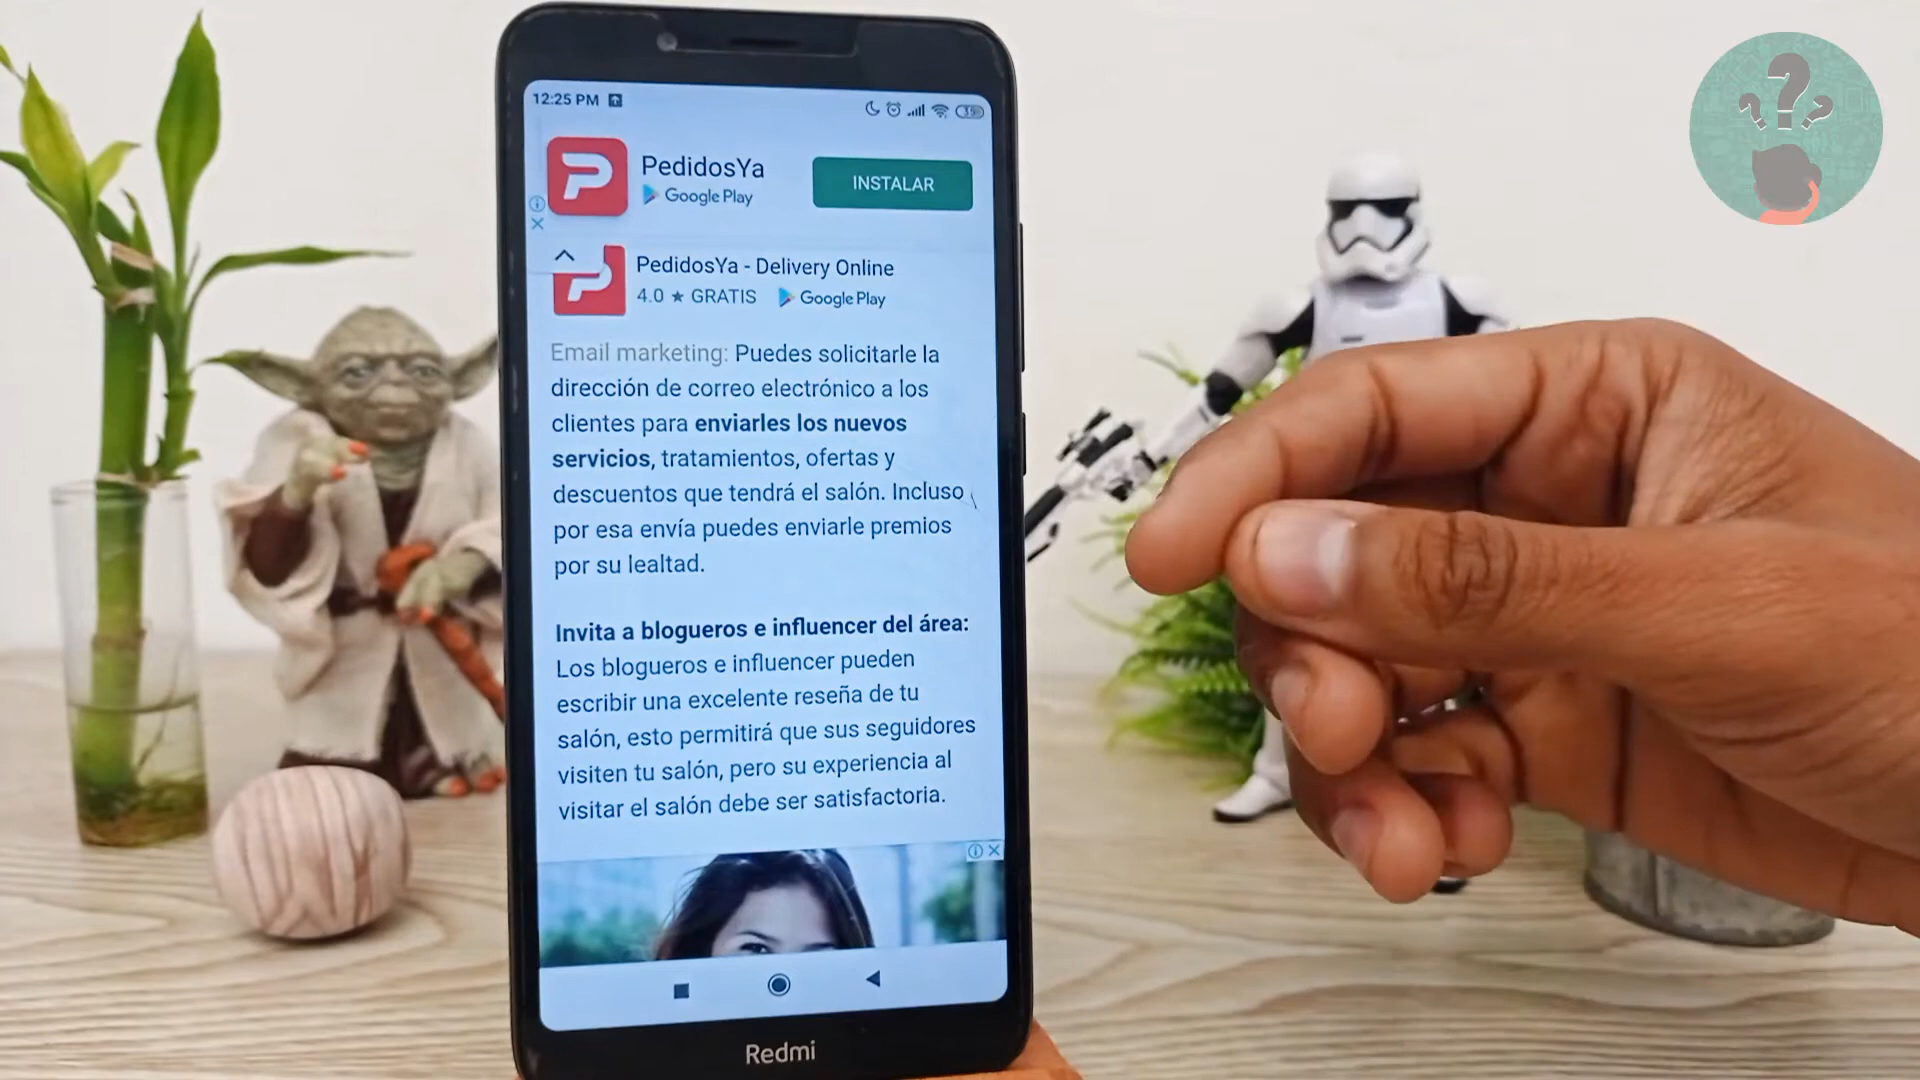 12:25 PM
39
PedidosYa
Google Play
INSTALAR
PedidosYa - Delivery Online
4.0 ★ GRATIS Google Play
Email marketing: Puedes solicitarle la
dirección de correo electrónico a los
clientes para enviarles los nuevos
servicios, tratamientos, ofertas y
descuentos que tendrá el salón. Incluso
por esa envía puedes enviarle premios
por su lealtad.
Invita a blogueros e influencer del área:
Los blogueros e influencer pueden
escribir una excelente reseña de tu
salón, esto permitirá que sus seguidores
visiten tu salón, pero su experiencia al
visitar el salón debe ser satisfactoria.
Redmi